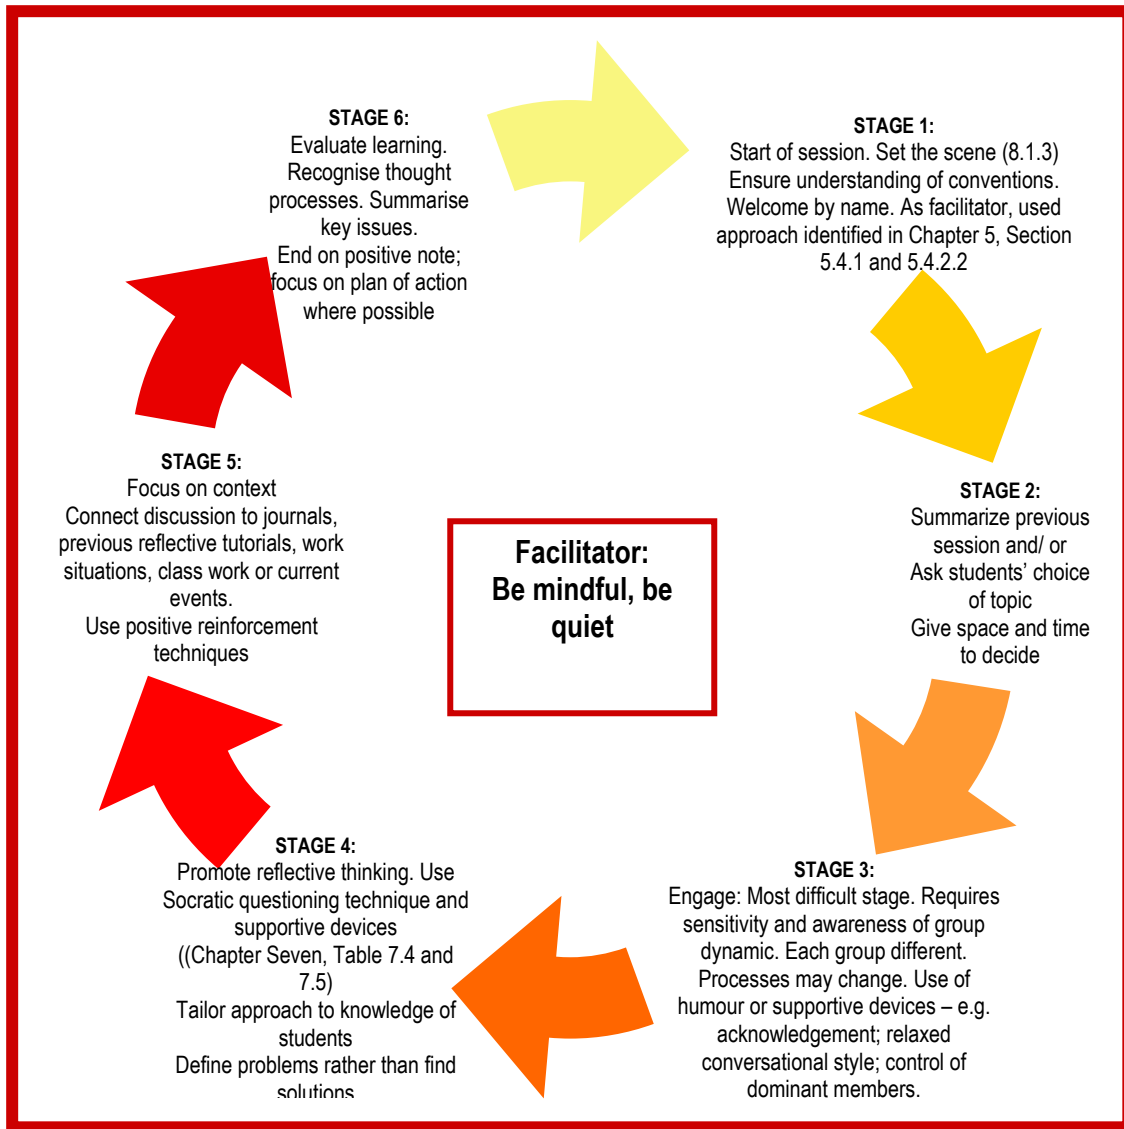 STAGE 1:
Start of session. Set the scene (8.1.3)
Ensure understanding of conventions.
Welcome by name. As facilitator, used
approach identified in Chapter 5, Section
5.4.1 and 5.4.2.2
STAGE 2:
Summarize previous
session and/ or
Ask students’ choice
of topic
Give space and time
to decide
STAGE 3:
Engage: Most difficult stage. Requires
sensitivity and awareness of group
dynamic. Each group different.
Processes may change. Use of
humour or supportive devices – e.g.
acknowledgement; relaxed
conversational style; control of
dominant members.
STAGE 4:
Promote reflective thinking. Use
Socratic questioning technique and
supportive devices
((Chapter Seven, Table 7.4 and
7.5)
Tailor approach to knowledge of
students
Define problems rather than find
solutions
STAGE 5:
Focus on context
Connect discussion to journals,
previous reflective tutorials, work
situations, class work or current
events.
Use positive reinforcement
techniques
STAGE 6:
Evaluate learning.
Recognise thought
processes. Summarise
key issues.
End on positive note;
focus on plan of action
where possible
Facilitator:
Be mindful, be
quiet